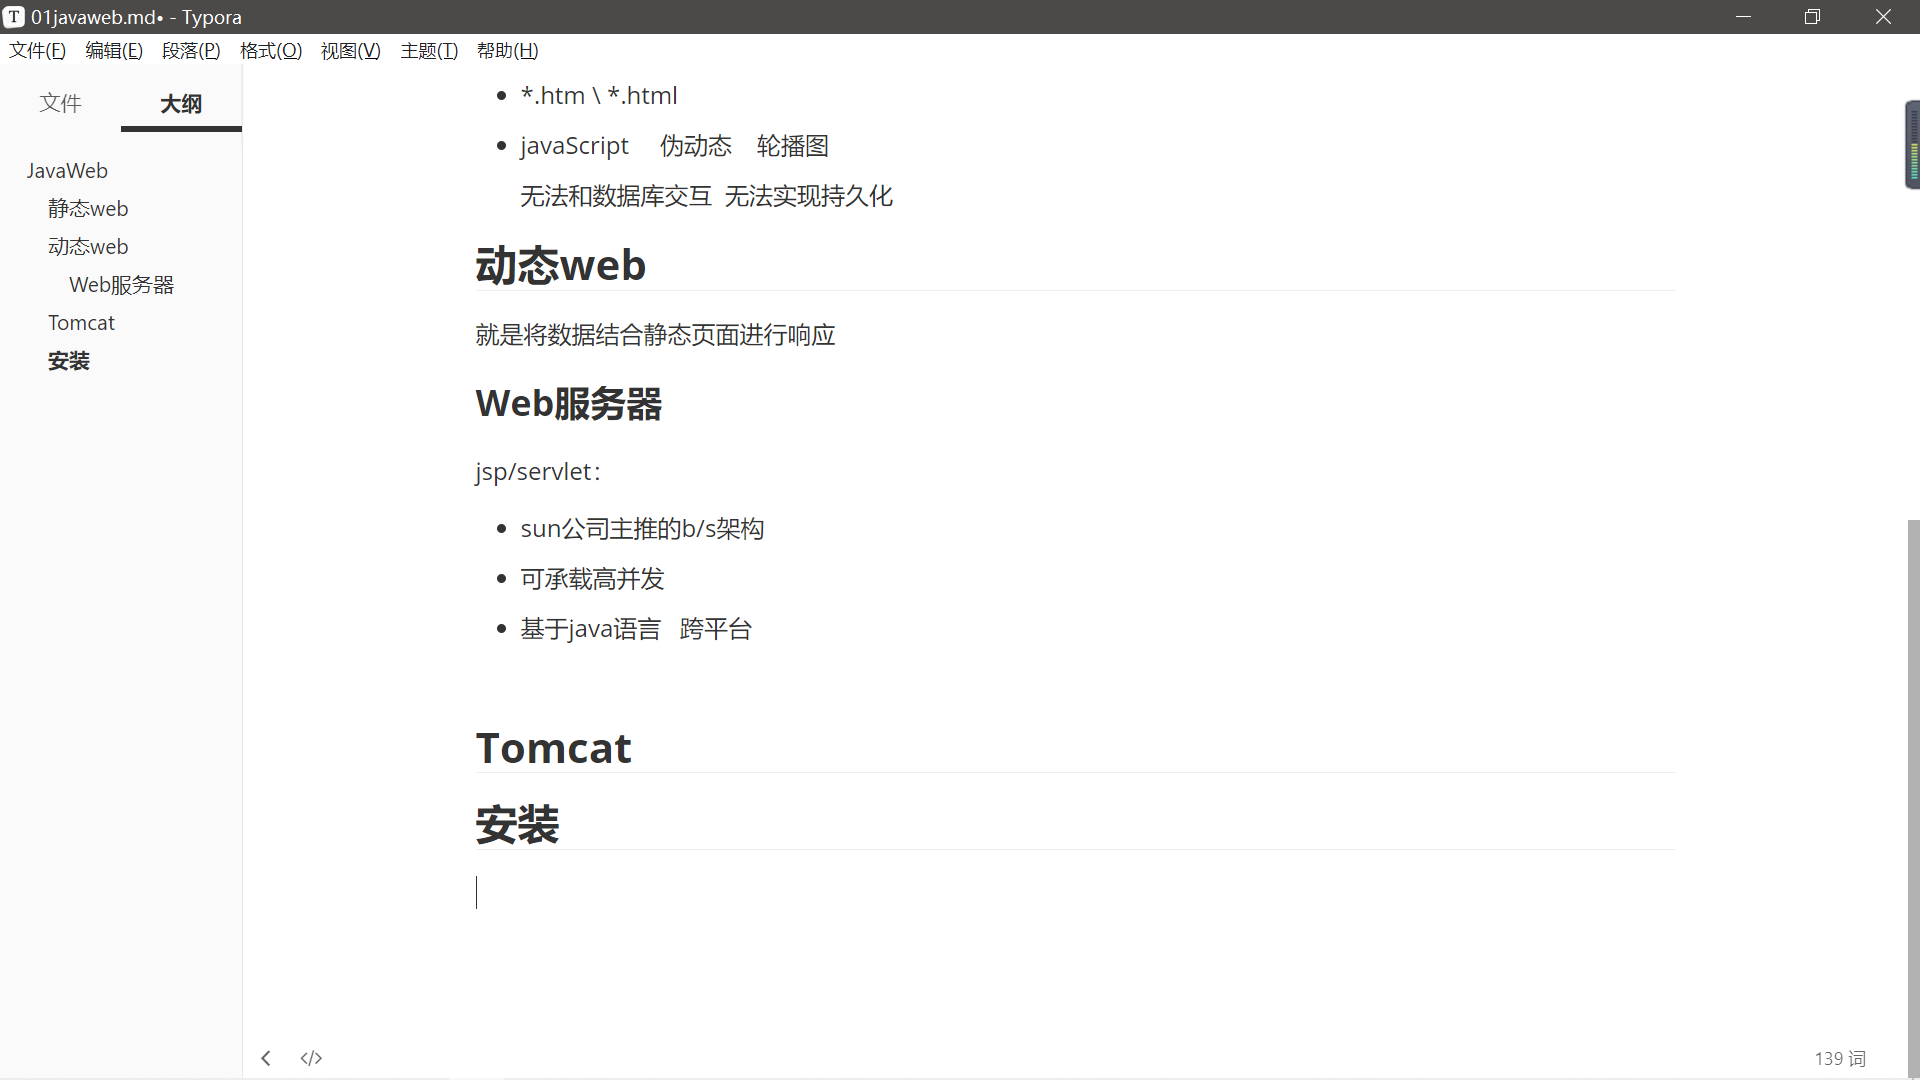 01javaweb.md• - Typora
文件(F) 编辑(E) 段落(P) 格式(O) 视图(V) 主题(T) 帮助(H)
文件 大纲
JavaWeb
静态web
动态web
Web服务器
Tomcat
安装
*.htm \ *.html
javaScript 伪动态 轮播图
无法和数据库交互 无法实现持久化
动态web
就是将数据结合静态页面进行响应
Web服务器
jsp/servlet：
sun公司主推的b/s架构
可承载高并发
基于java语言 跨平台
Tomcat
安装
139 词